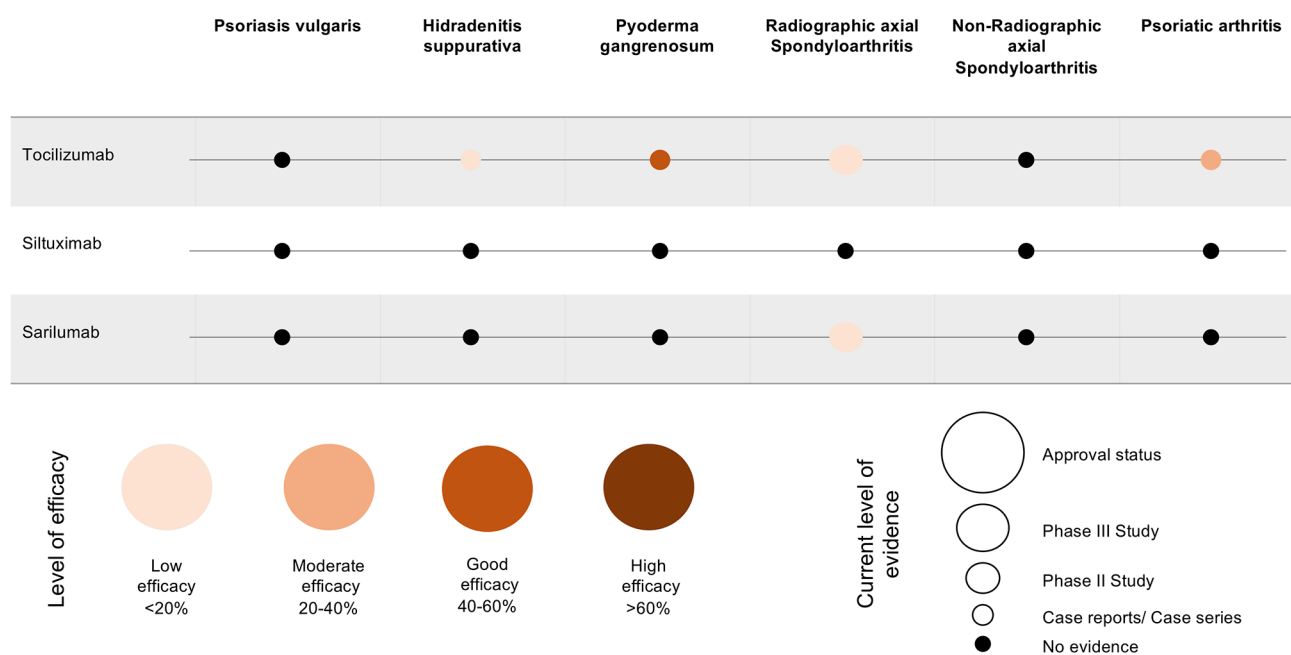 Psoriasis vulgaris
Hidradenitis
suppurativa
Pyoderma
gangrenosum
Radiographic axial
Spondyloarthritis
Non-Radiographic
axial
Spondyloarthritis
Psoriatic arthritis
Tocilizumab
Siltuximab
Sarilumab
Level of efficacy
Low
efficacy
<20%
Moderate
efficacy
20-40%
Good
efficacy
40-60%
High
efficacy
>60%
Current level of
evidence
Approval status
Phase III Study
Phase II Study
Case reports/ Case series
No evidence